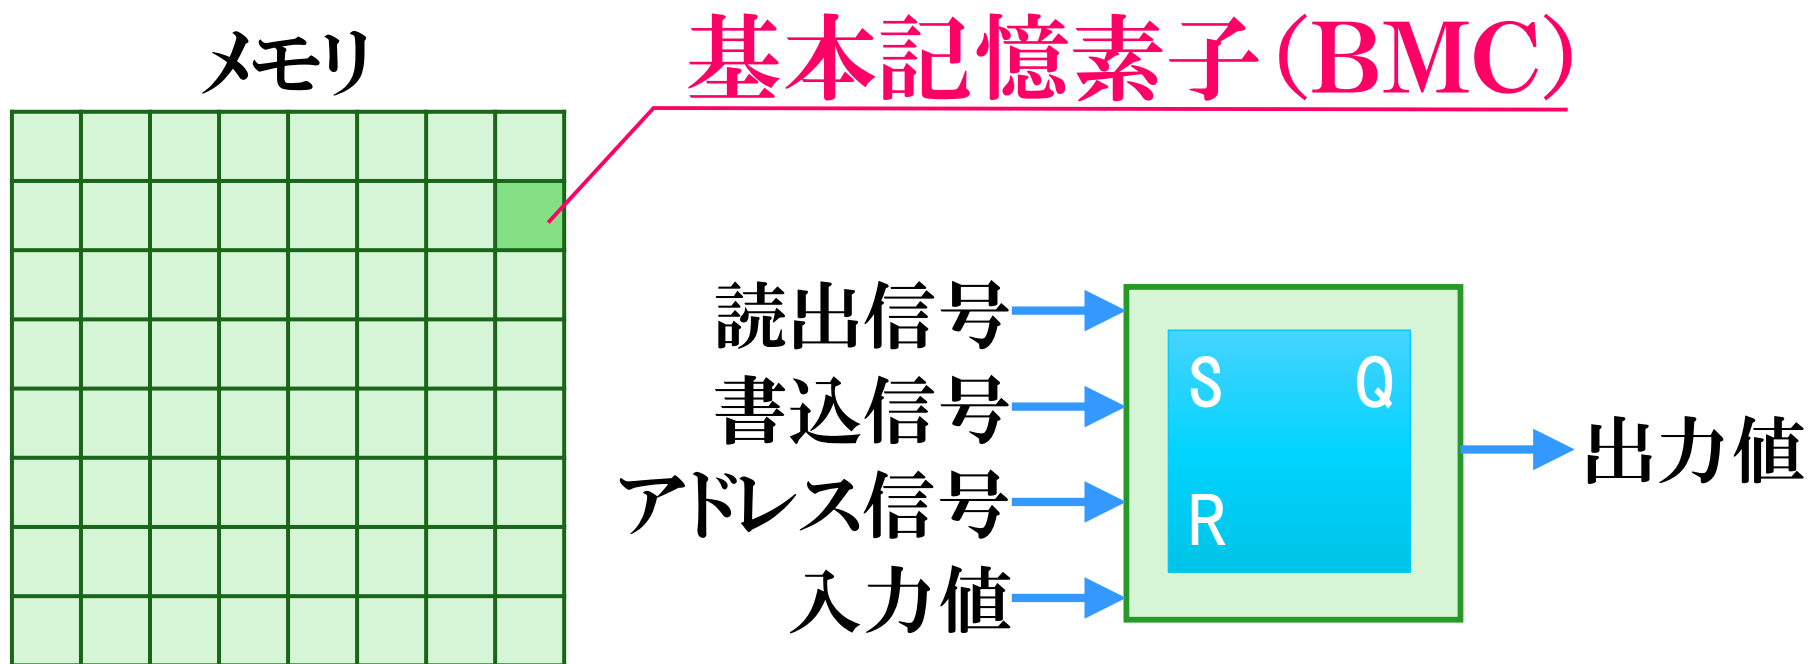 メモリ
基本記憶素子(BMC)
読出信号
書込信号
アドレス信号
入力値
S Q
R
出力値